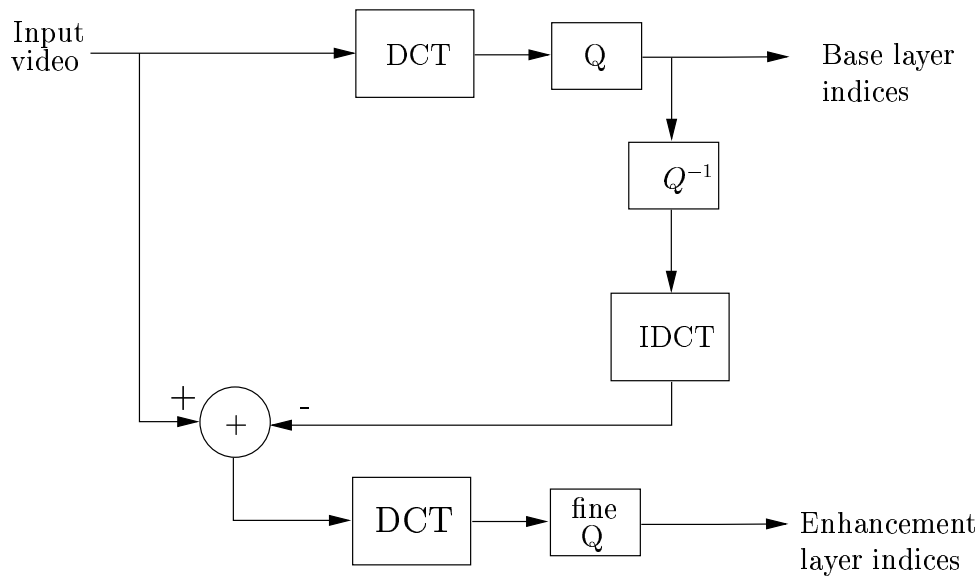 Input
video
DCT
Q
Base layer
indices
Q⁻¹
IDCT
+
+
-
DCT
fine
Q
Enhancement
layer indices